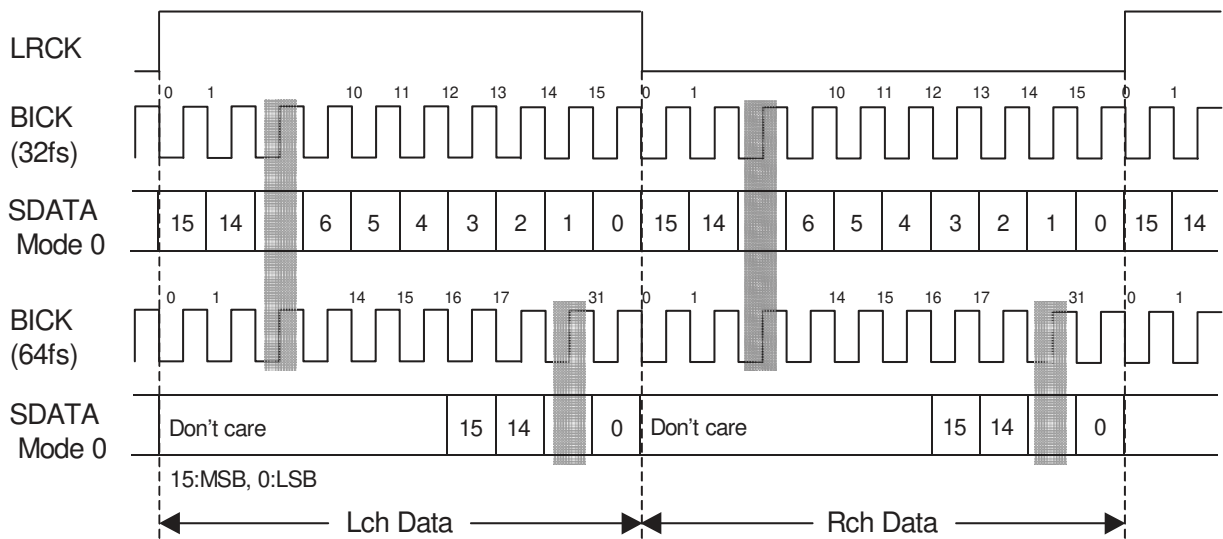 LRCK
0 1 10 11 12 13 14 15 0 1 10 11 12 13 14 15 0 1
BICK
(32fs)
SDATA
Mode 0
15 14 6 5 4 3 2 1 0 15 14 6 5 4 3 2 1 0 15 14
0 1 14 15 16 17 31 0 1 14 15 16 17 31 0 1
BICK
(64fs)
SDATA
Mode 0
Don't care 15 14 0 Don't care 15 14 0
15:MSB, 0:LSB
Lch Data Rch Data